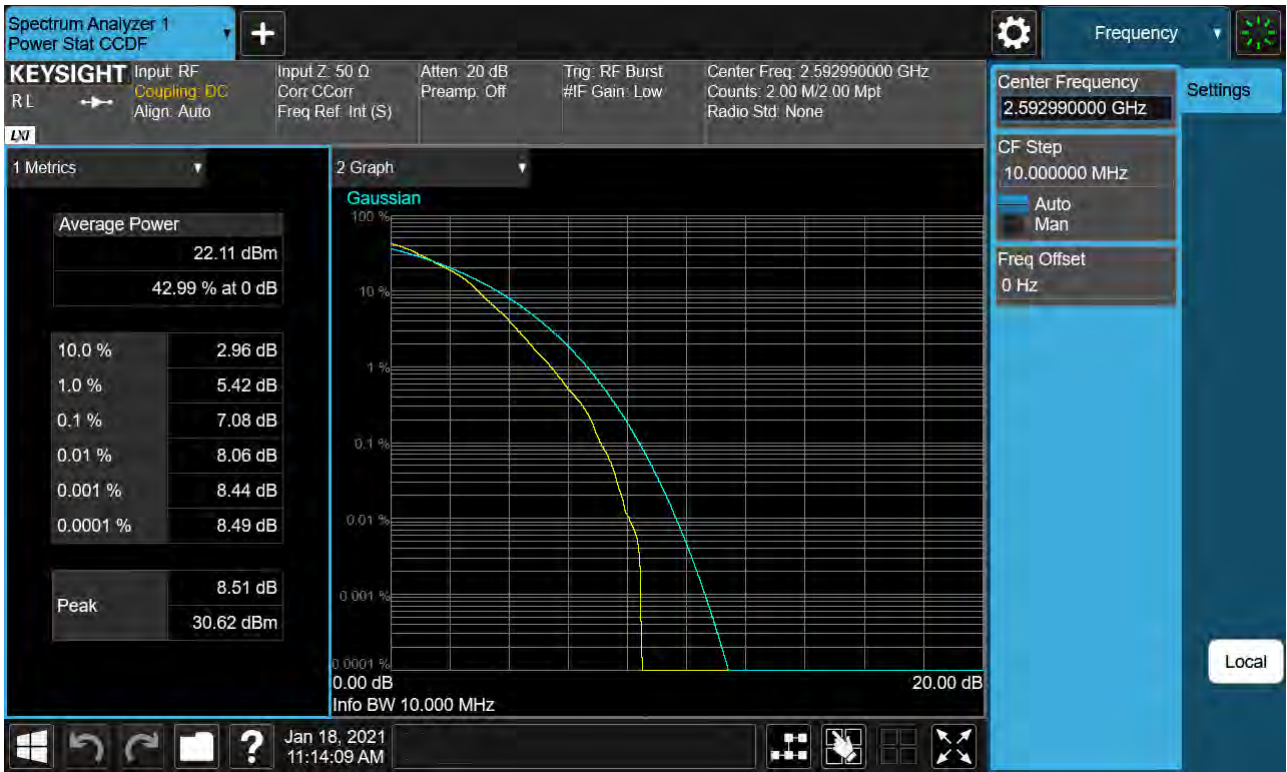 Spectrum Analyzer 1
Power Stat CCDF
+
Frequency
KEYSIGHT
RL
LXI
Input: RF
Coupling: DC
Align: Auto
Input Z: 50 Ω
Corr CCorr
Freq Ref: Int (S)
Atten: 20 dB
Preamp: Off
Trig: RF Burst
#IF Gain: Low
Center Freq: 2.592990000 GHz
Counts: 2.00 M/2.00 Mpt
Radio Std: None
Center Frequency
2.592990000 GHz
Settings
CF Step
10.000000 MHz
Auto
Man
Freq Offset
0 Hz
1 Metrics
Average Power
22.11 dBm
42.99 % at 0 dB
10.0 % 2.96 dB
1.0 % 5.42 dB
0.1 % 7.08 dB
0.01 % 8.06 dB
0.001 % 8.44 dB
0.0001 % 8.49 dB
Peak
8.51 dB
30.62 dBm
2 Graph
Gaussian
100 %
10 %
1 %
0.1 %
0.01 %
0.001 %
0.0001 %
0.00 dB 20.00 dB
Info BW 10.000 MHz
Local
?
Jan 18, 2021
11:14:09 AM